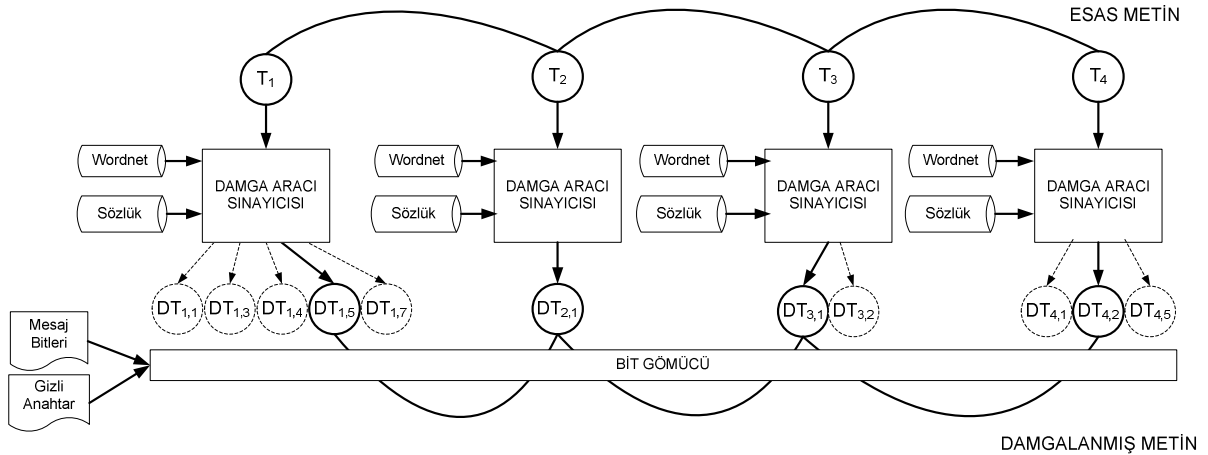 ESAS METİN
T1
T2
T3
T4
Wordnet
Sözlük
DAMGA ARACI
SINAYICISI
Wordnet
Sözlük
DAMGA ARACI
SINAYICISI
Wordnet
Sözlük
DAMGA ARACI
SINAYICISI
Wordnet
Sözlük
DAMGA ARACI
SINAYICISI
DT1,1
DT1,3
DT1,4
DT1,5
DT1,7
DT2,1
DT3,1
DT3,2
DT4,1
DT4,2
DT4,5
Mesaj
Bitleri
Gizli
Anahtar
BİT GÖMÜCÜ
DAMGALANMIŞ METİN